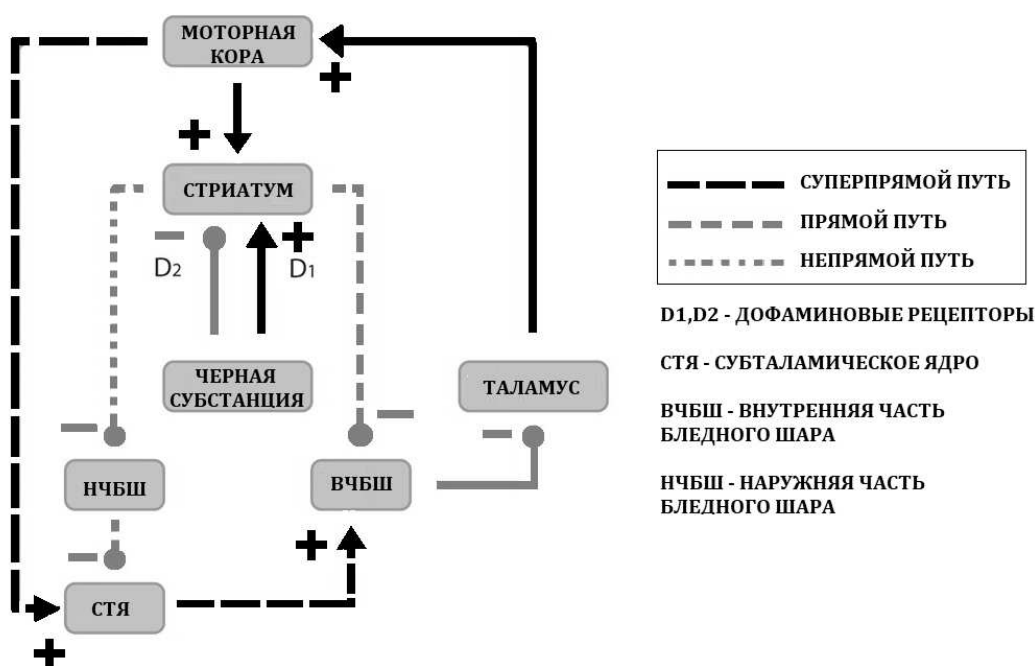 МОТОРНАЯ
КОРА
+
+
СТРИАТУМ
D₂
+
D₁
ЧЕРНАЯ
СУБСТАНЦИЯ
ТАЛАМУС
НЧБШ
ВЧБШ
+
СТЯ
+
СУПЕРПРЯМОЙ ПУТЬ
ПРЯМОЙ ПУТЬ
НЕПРЯМОЙ ПУТЬ
D1,D2 - ДОФАМИНОВЫЕ РЕЦЕПТОРЫ
СТЯ - СУБТАЛАМИЧЕСКОЕ ЯДРО
ВЧБШ - ВНУТРЕННЯЯ ЧАСТЬ
БЛЕДНОГО ШАРА
НЧБШ - НАРУЖНЯЯ ЧАСТЬ
БЛЕДНОГО ШАРА